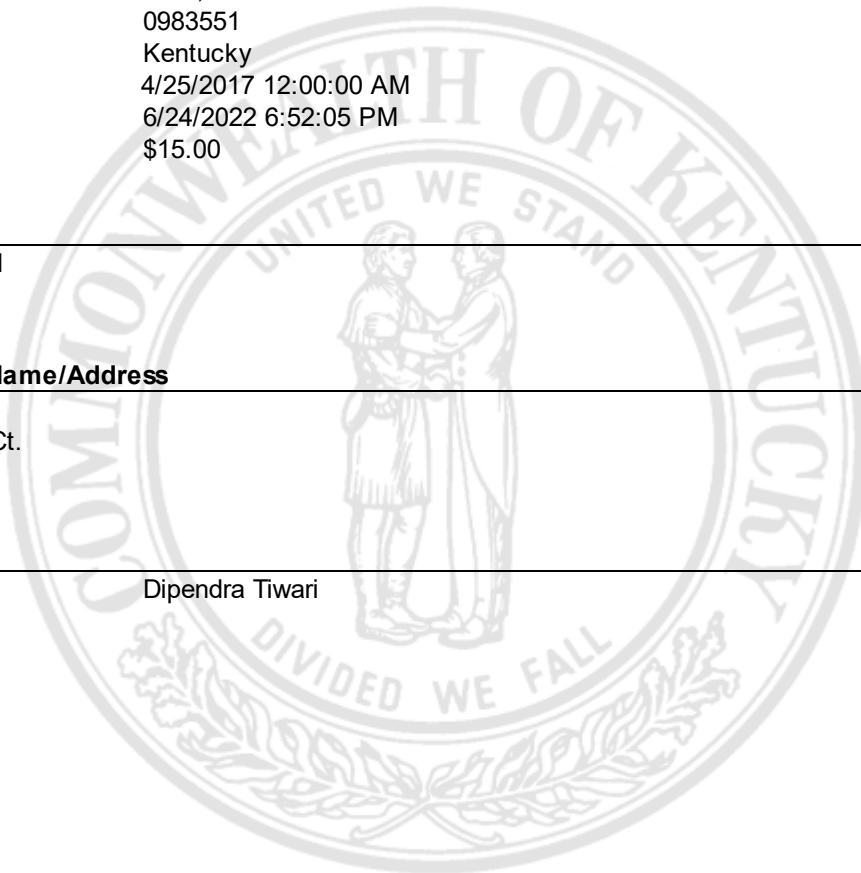 0983551
Kentucky
4/25/2017 12:00:00 AM
6/24/2022 6:52:05 PM
$15.00
COMMONWEALTH OF KENTUCKY
UNITED WE STAND
Name/Address
Ct.
Dipendra Tiwari
DIVIDED WE FALL